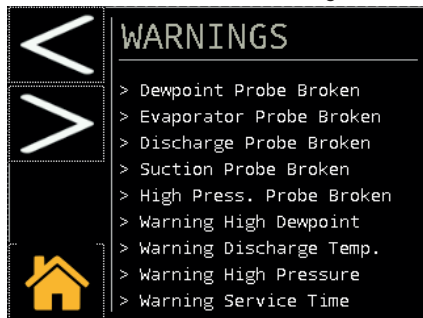 WARNINGS
> Dewpoint Probe Broken
> Evaporator Probe Broken
> Discharge Probe Broken
> Suction Probe Broken
> High Press. Probe Broken
> Warning High Dewpoint
> Warning Discharge Temp.
> Warning High Pressure
> Warning Service Time